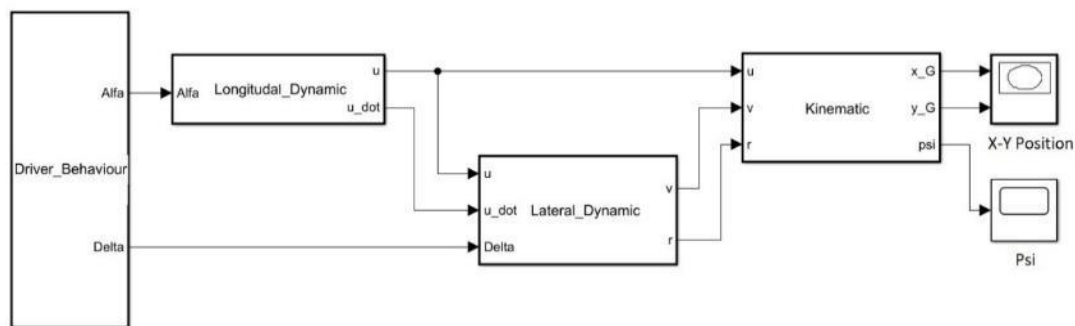 Driver_Behaviour
Alfa
Delta
Alfa
Longitudal_Dynamic
u
u_dot
u
u_dot
Delta
Lateral_Dynamic
v
r
u
v
r
Kinematic
x_G
y_G
psi
X-Y Position
Psi